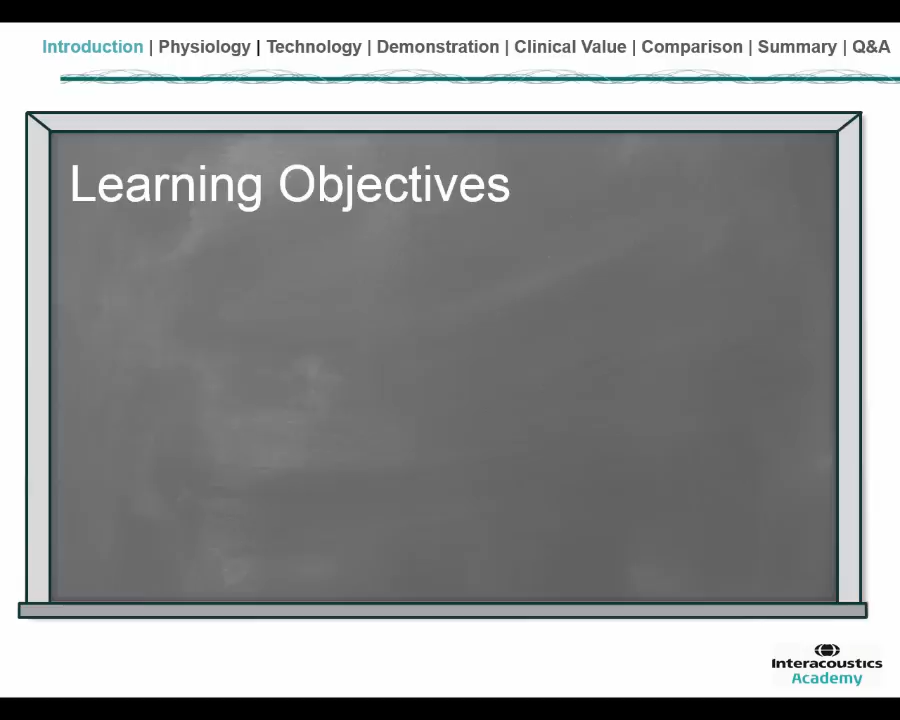 Introduction | Physiology | Technology | Demonstration | Clinical Value | Comparison | Summary | Q&A
Learning Objectives
Interacoustics
Academy